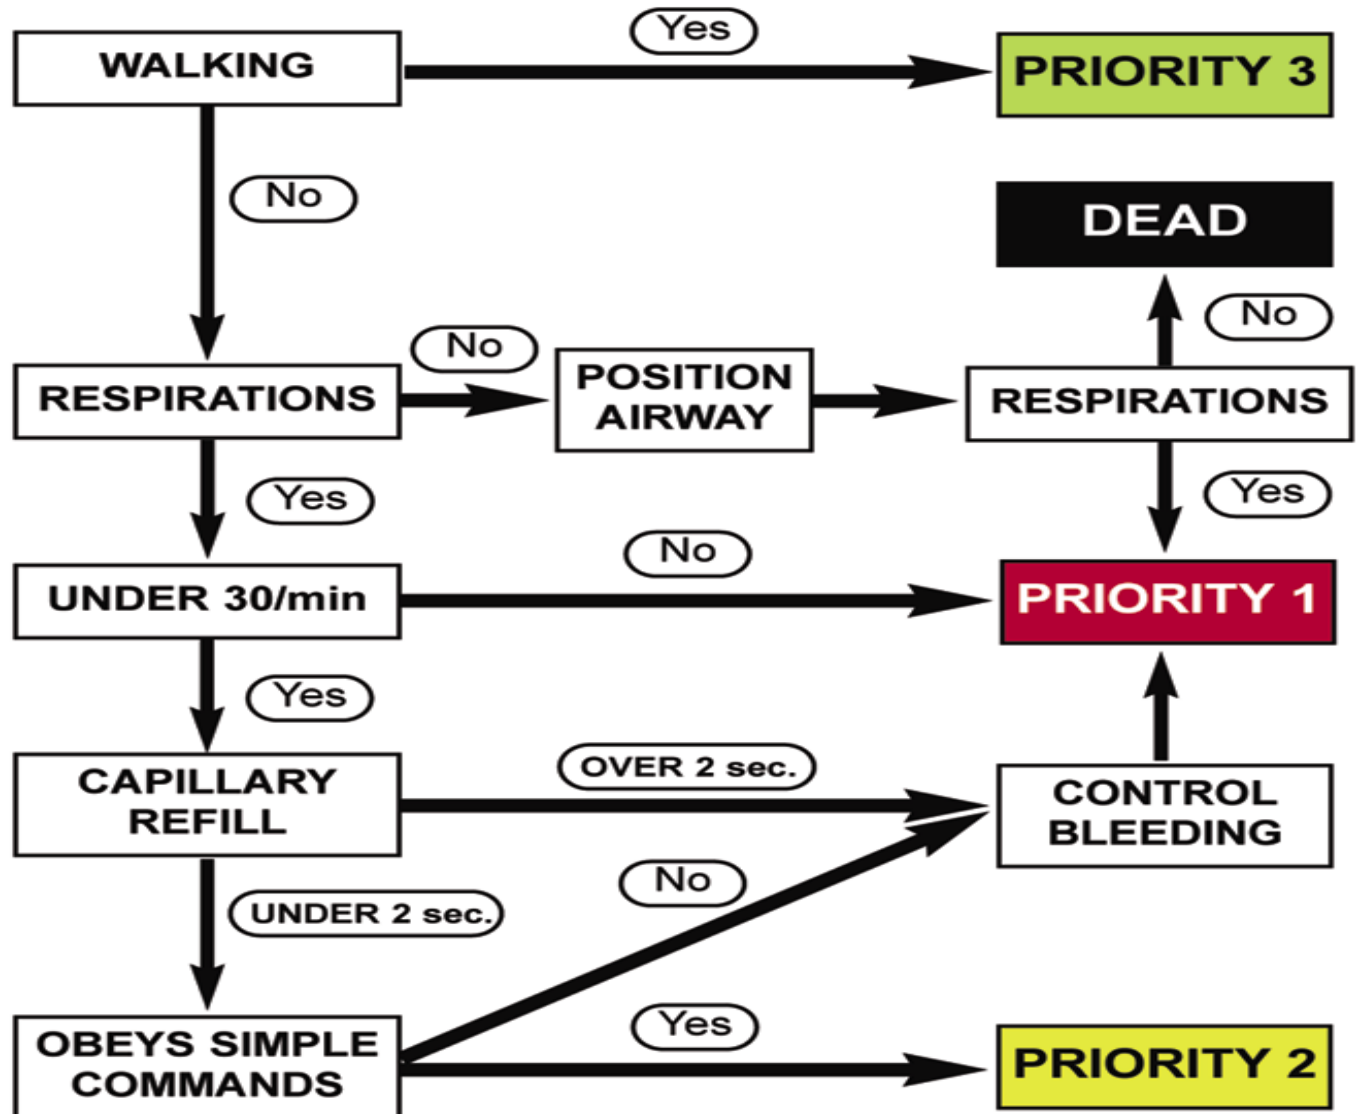 WALKING
Yes
PRIORITY 3
No
DEAD
No
RESPIRATIONS
No
POSITION
AIRWAY
RESPIRATIONS
Yes
Yes
UNDER 30/min
No
PRIORITY 1
Yes
CAPILLARY
REFILL
OVER 2 sec.
CONTROL
BLEEDING
No
UNDER 2 sec.
OBEYS SIMPLE
COMMANDS
Yes
PRIORITY 2